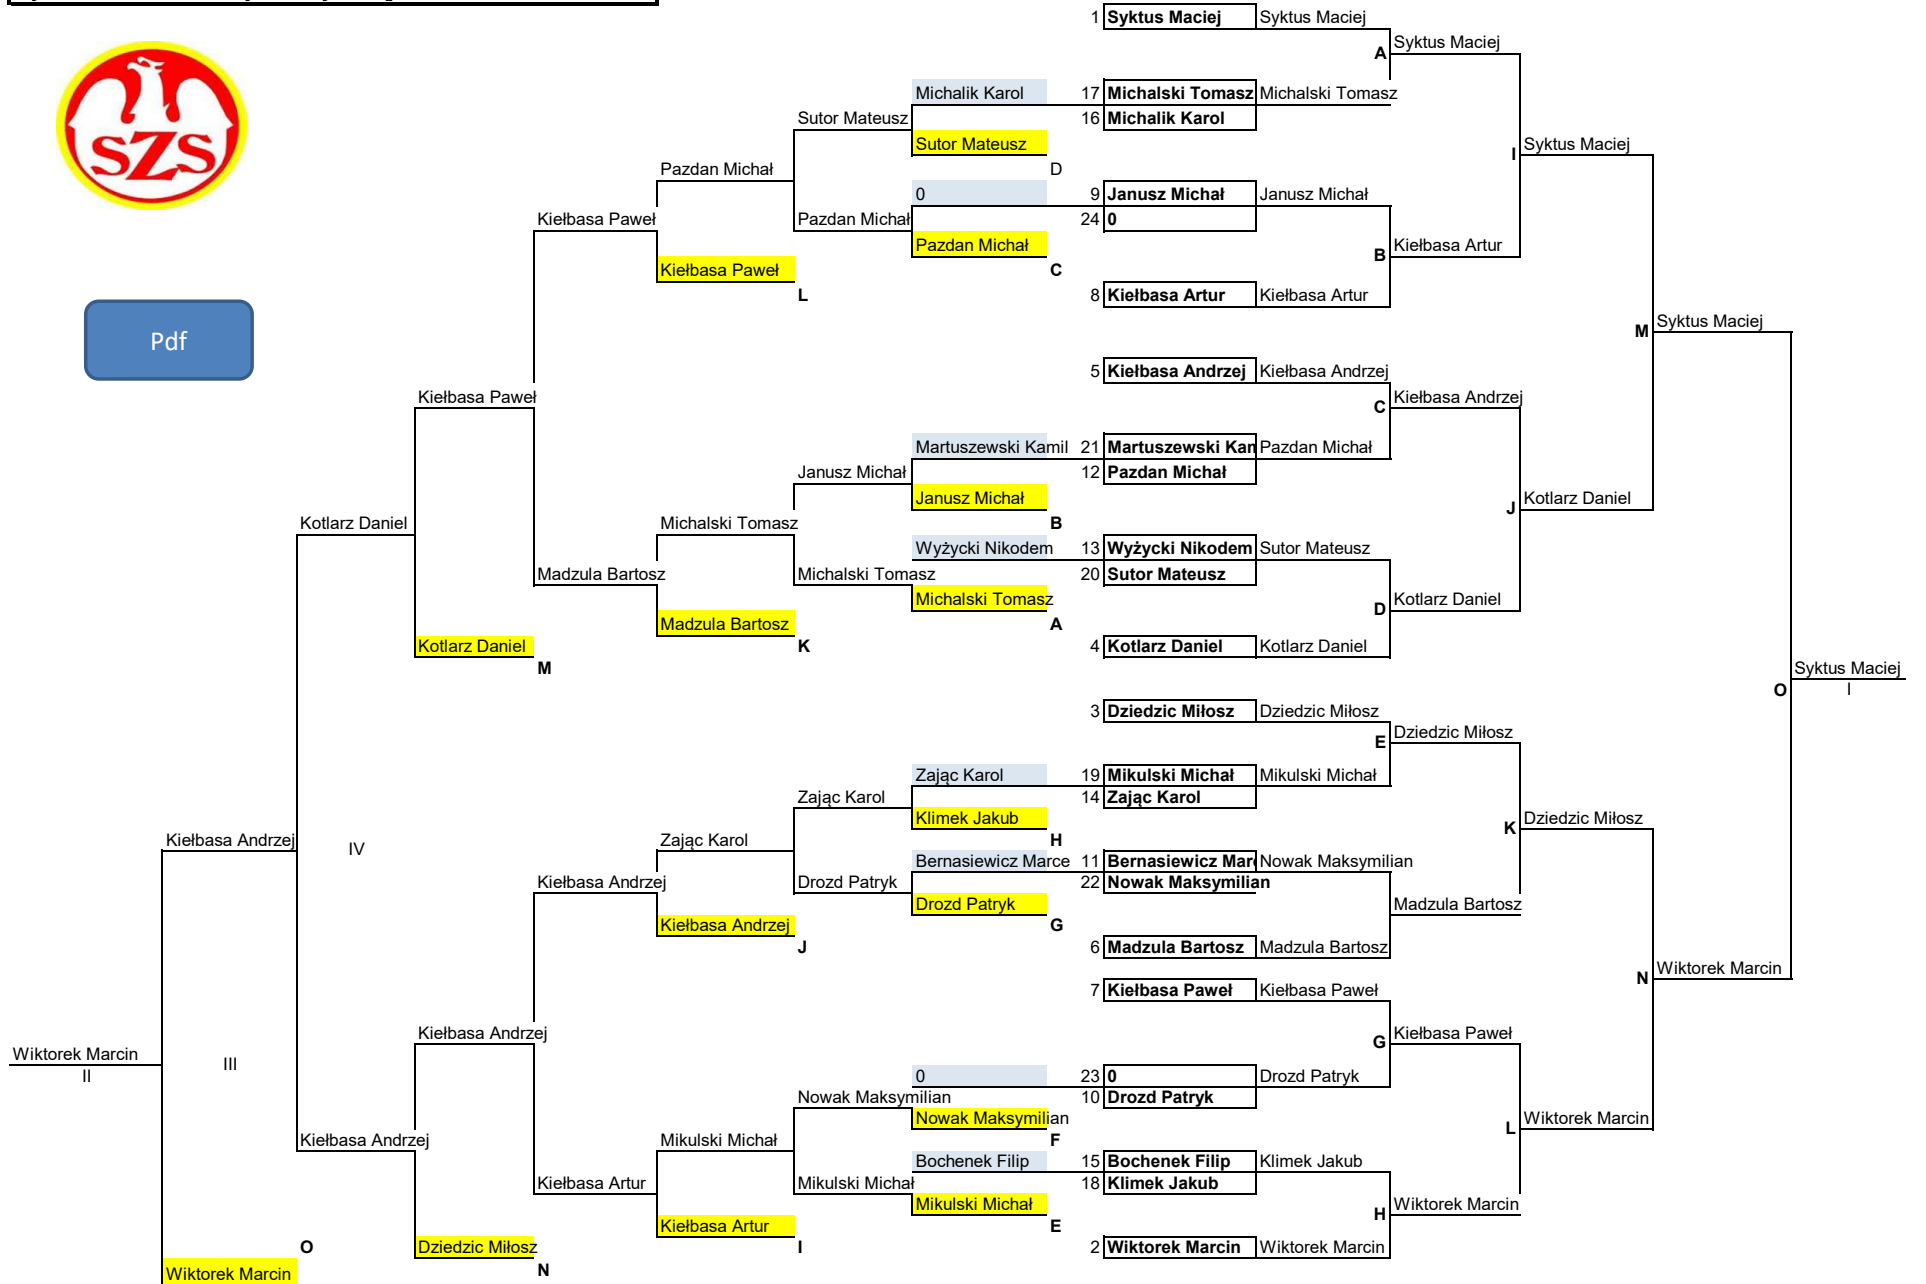 1 Syktus Maciej Syktus Maciej
A Syktus Maciej
SZS
Michalik Karol 17 Michalski Tomasz Michalski Tomasz
Sutor Mateusz 16 Michalik Karol
Sutor Mateusz I Syktus Maciej
Pazdan Michał D
0 9 Janusz Michał Janusz Michał
Kiełbasa Paweł Pazdan Michał 24 0
Pazdan Michał B Kiełbasa Artur
Kiełbasa Paweł C
L 8 Kiełbasa Artur Kiełbasa Artur
Pdf M Syktus Maciej
5 Kiełbasa Andrzej Kiełbasa Andrzej
Kiełbasa Paweł C Kiełbasa Andrzej
Martuszewski Kamil 21 Martuszewski Kam Pazdan Michał
Janusz Michał 12 Pazdan Michał
Janusz Michał J Kotlarz Daniel
Kotlarz Daniel Michalski Tomasz B
Wyżycki Nikodem 13 Wyżycki Nikodem Sutor Mateusz
Madzula Bartosz Michalski Tomasz 20 Sutor Mateusz
Michalski Tomasz D Kotlarz Daniel
Madzula Bartosz A
Kotlarz Daniel K 4 Kotlarz Daniel Kotlarz Daniel
M Syktus Maciej
O I
3 Dziedzic Miłosz Dziedzic Miłosz
E Dziedzic Miłosz
Zając Karol 19 Mikulski Michał Mikulski Michał
Zając Karol 14 Zając Karol
Klimek Jakub K Dziedzic Miłosz
Kiełbasa Andrzej IV Zając Karol H
Bernasiewicz Marce 11 Bernasiewicz Marc Nowak Maksymilian
Kiełbasa Andrzej Drozd Patryk 22 Nowak Maksymilian
Drozd Patryk Madzula Bartosz
Kiełbasa Andrzej G
J 6 Madzula Bartosz Madzula Bartosz
N Wiktorek Marcin
7 Kiełbasa Paweł Kiełbasa Paweł
Kiełbasa Andrzej G Kiełbasa Paweł
Wiktorek Marcin III
II 0 23 0 Drozd Patryk
Nowak Maksymilian 10 Drozd Patryk
Nowak Maksymilian L Wiktorek Marcin
Kiełbasa Andrzej Mikulski Michał F
Bochenek Filip 15 Bochenek Filip Klimek Jakub
Kiełbasa Artur Mikulski Michał 18 Klimek Jakub
Mikulski Michał H Wiktorek Marcin
Kiełbasa Artur E
O Dziedzic Miłosz I 2 Wiktorek Marcin Wiktorek Marcin
Wiktorek Marcin N